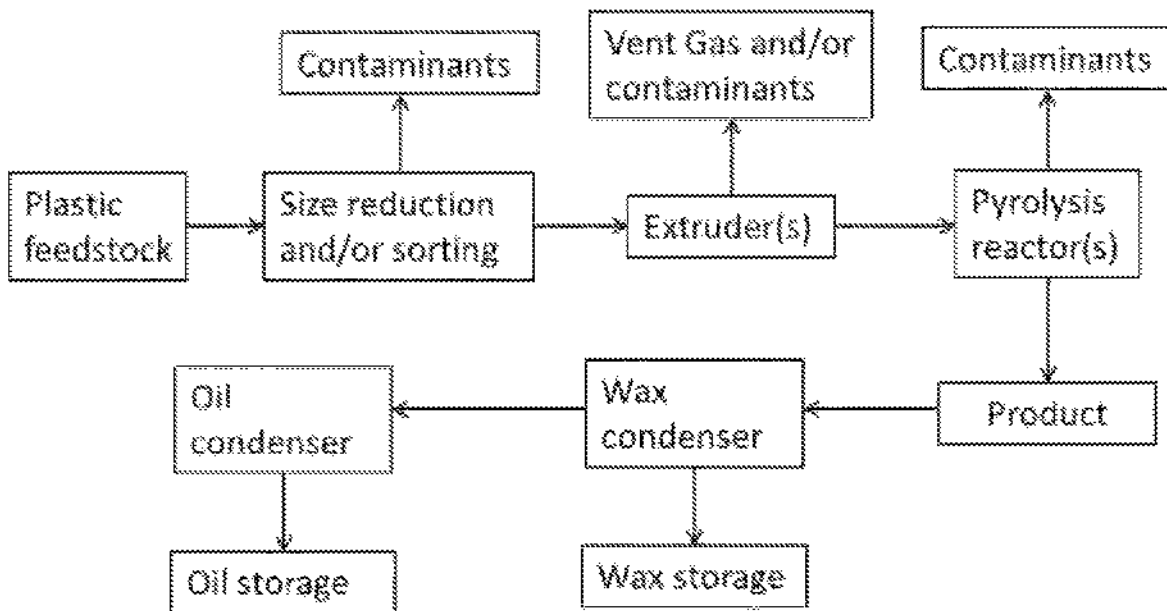 Contaminants
Vent Gas and/or
contaminants
Contaminants
Plastic
feedstock
Size reduction
and/or sorting
Extruder(s)
Pyrolysis
reactor(s)
Oil
condenser
Wax
condenser
Product
Oil storage
Wax storage